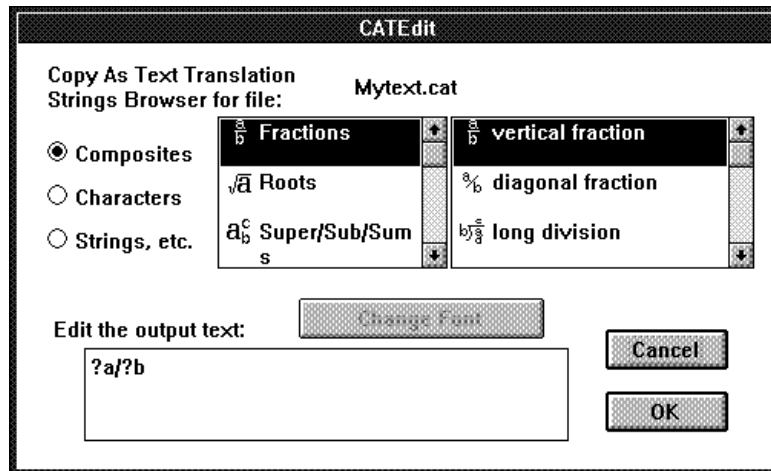 CATEdit
Copy As Text Translation
Strings Browser for file:
Mytext.cat
Composites
Characters
Strings, etc.
a/b Fractions
√a Roots
a c b Super/Sub/Sum
s
a/b vertical fraction
a/b diagonal fraction
long division
Change Font
Edit the output text:
?a/?b
Cancel
OK